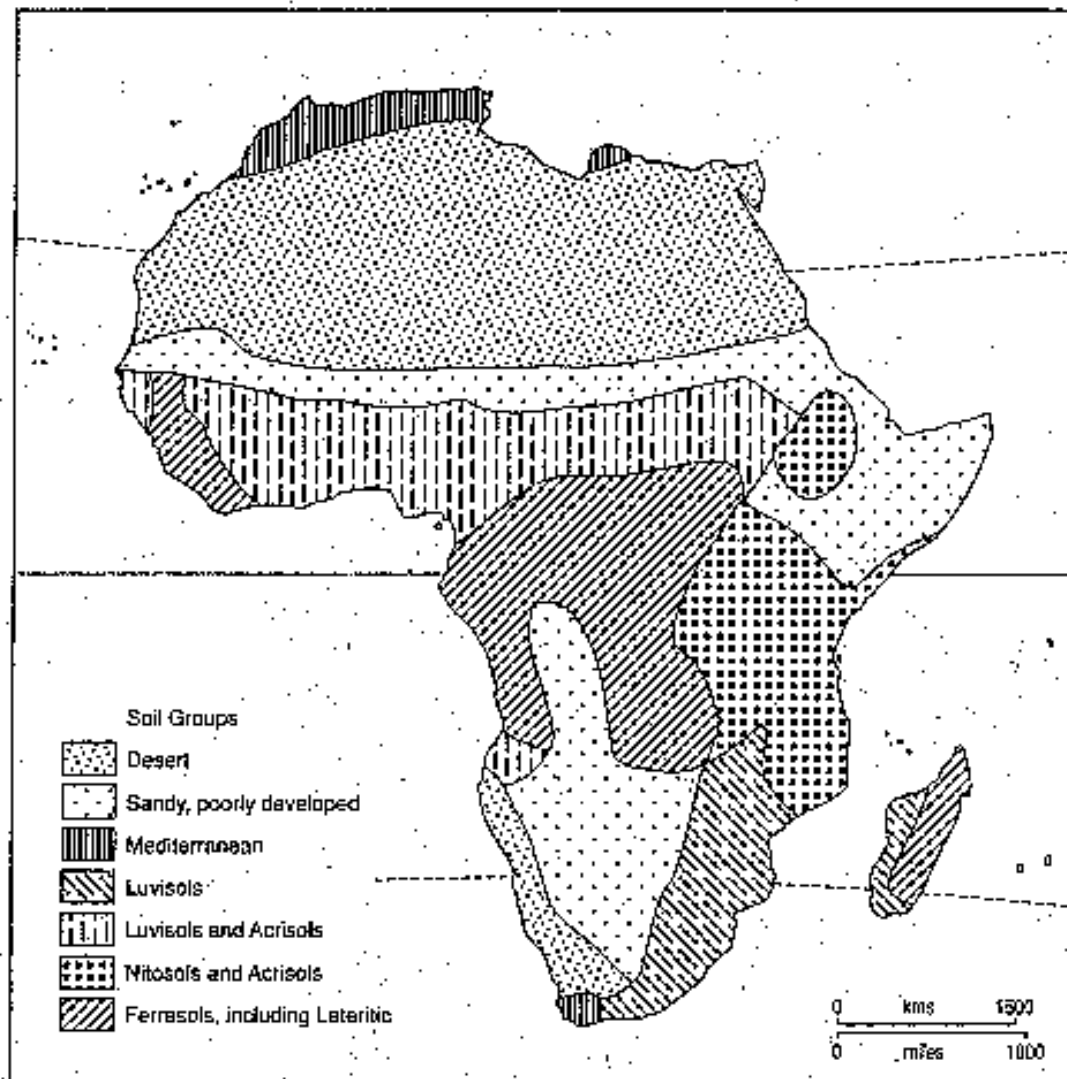 Soil Groups
Desert
Sandy, poorly developed
Mediterranean
Luvisols
Luvisols and Acrisols
Nitosols and Acrisols
Ferrasols, including Lateritic
0 kms 1500
0 miles 1000